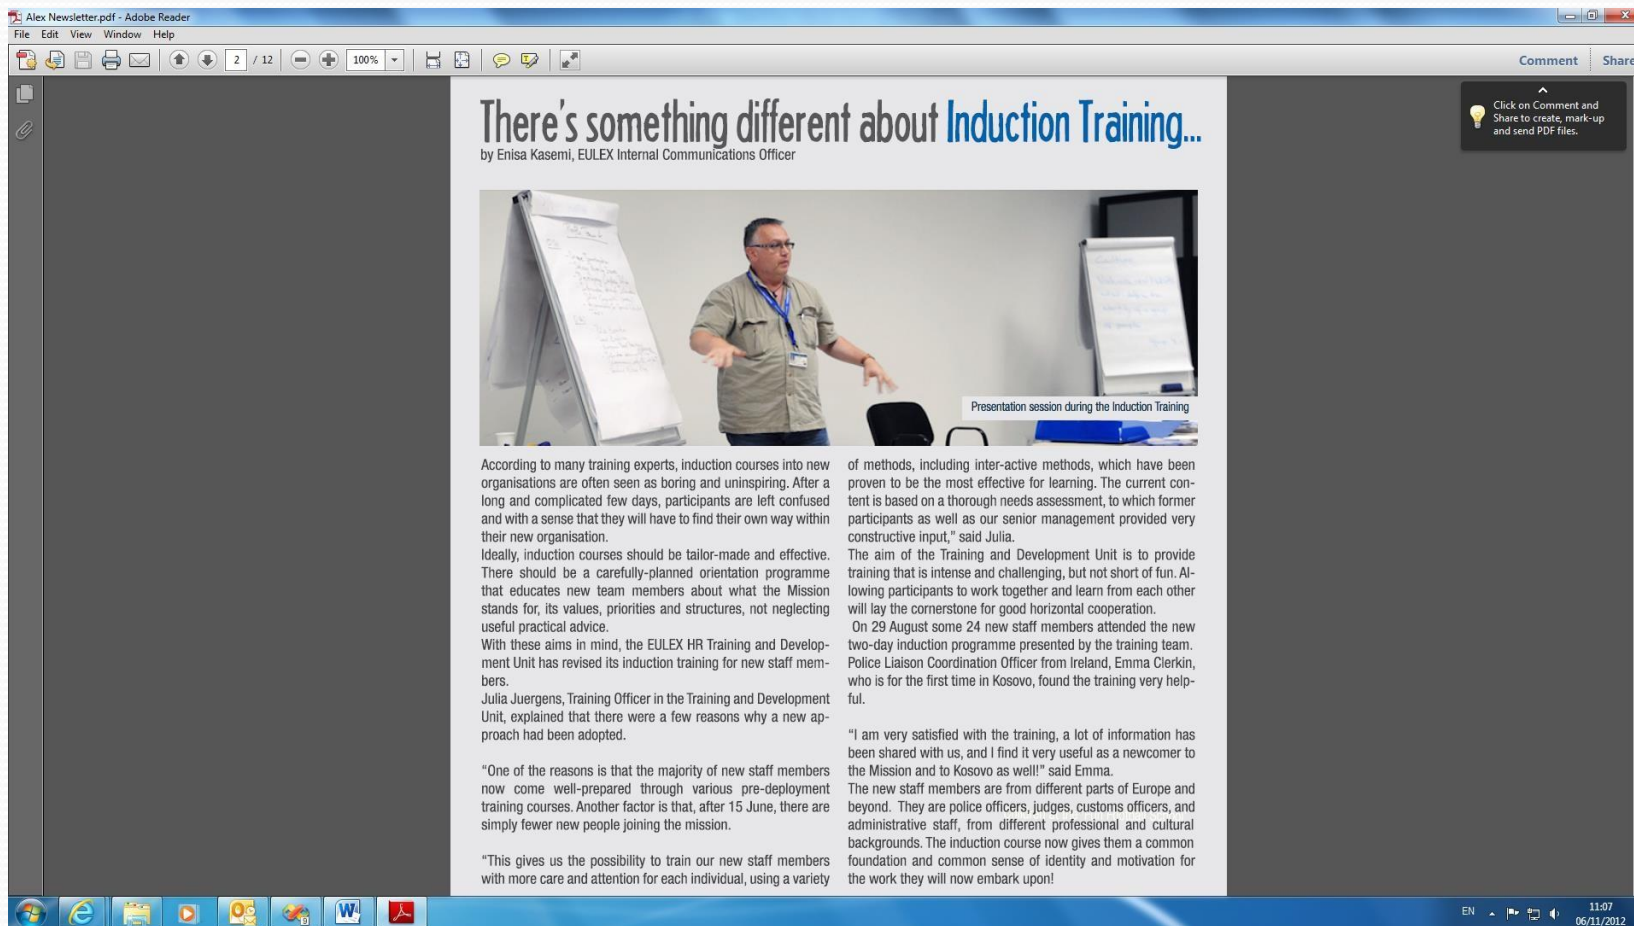 Alex Newsletter.pdf - Adobe Reader
File Edit View Window Help
2 / 12
100%
Comment
Share
Click on Comment and
Share to create, mark-up
and send PDF files.
There's something different about Induction Training...
by Enisa Kasemi, EULEX Internal Communications Officer
Presentation session during the Induction Training
According to many training experts, induction courses into new
organisations are often seen as boring and uninspiring. After a
long and complicated few days, participants are left confused
and with a sense that they will have to find their own way within
their new organisation.
Ideally, induction courses should be tailor-made and effective.
There should be a carefully-planned orientation programme
that educates new team members about what the Mission
stands for, its values, priorities and structures, not neglecting
useful practical advice.
With these aims in mind, the EULEX HR Training and Develop-
ment Unit has revised its induction training for new staff mem-
bers.
Julia Juergens, Training Officer in the Training and Development
Unit, explained that there were a few reasons why a new ap-
proach had been adopted.
“One of the reasons is that the majority of new staff members
now come well-prepared through various pre-deployment
training courses. Another factor is that, after 15 June, there are
simply fewer new people joining the mission.
“This gives us the possibility to train our new staff members
with more care and attention for each individual, using a variety
of methods, including inter-active methods, which have been
proven to be the most effective for learning. The current con-
tent is based on a thorough needs assessment, to which former
participants as well as our senior management provided very
constructive input,” said Julia.
The aim of the Training and Development Unit is to provide
training that is intense and challenging, but not short of fun. Al-
lowing participants to work together and learn from each other
will lay the cornerstone for good horizontal cooperation.
On 29 August some 24 new staff members attended the new
two-day induction programme presented by the training team.
Police Liaison Coordination Officer from Ireland, Emma Clerkin,
who is for the first time in Kosovo, found the training very help-
ful.
“I am very satisfied with the training, a lot of information has
been shared with us, and I find it very useful as a newcomer to
the Mission and to Kosovo as well!” said Emma.
The new staff members are from different parts of Europe and
beyond. They are police officers, judges, customs officers, and
administrative staff, from different professional and cultural
backgrounds. The induction course now gives them a common
foundation and common sense of identity and motivation for
the work they will now embark upon!
EN
11:07
06/11/2012